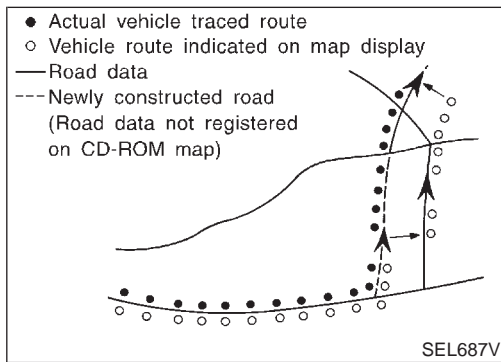 ● Actual vehicle traced route
○ Vehicle route indicated on map display
— Road data
--- Newly constructed road
(Road data not registered
on CD-ROM map)
SEL687V